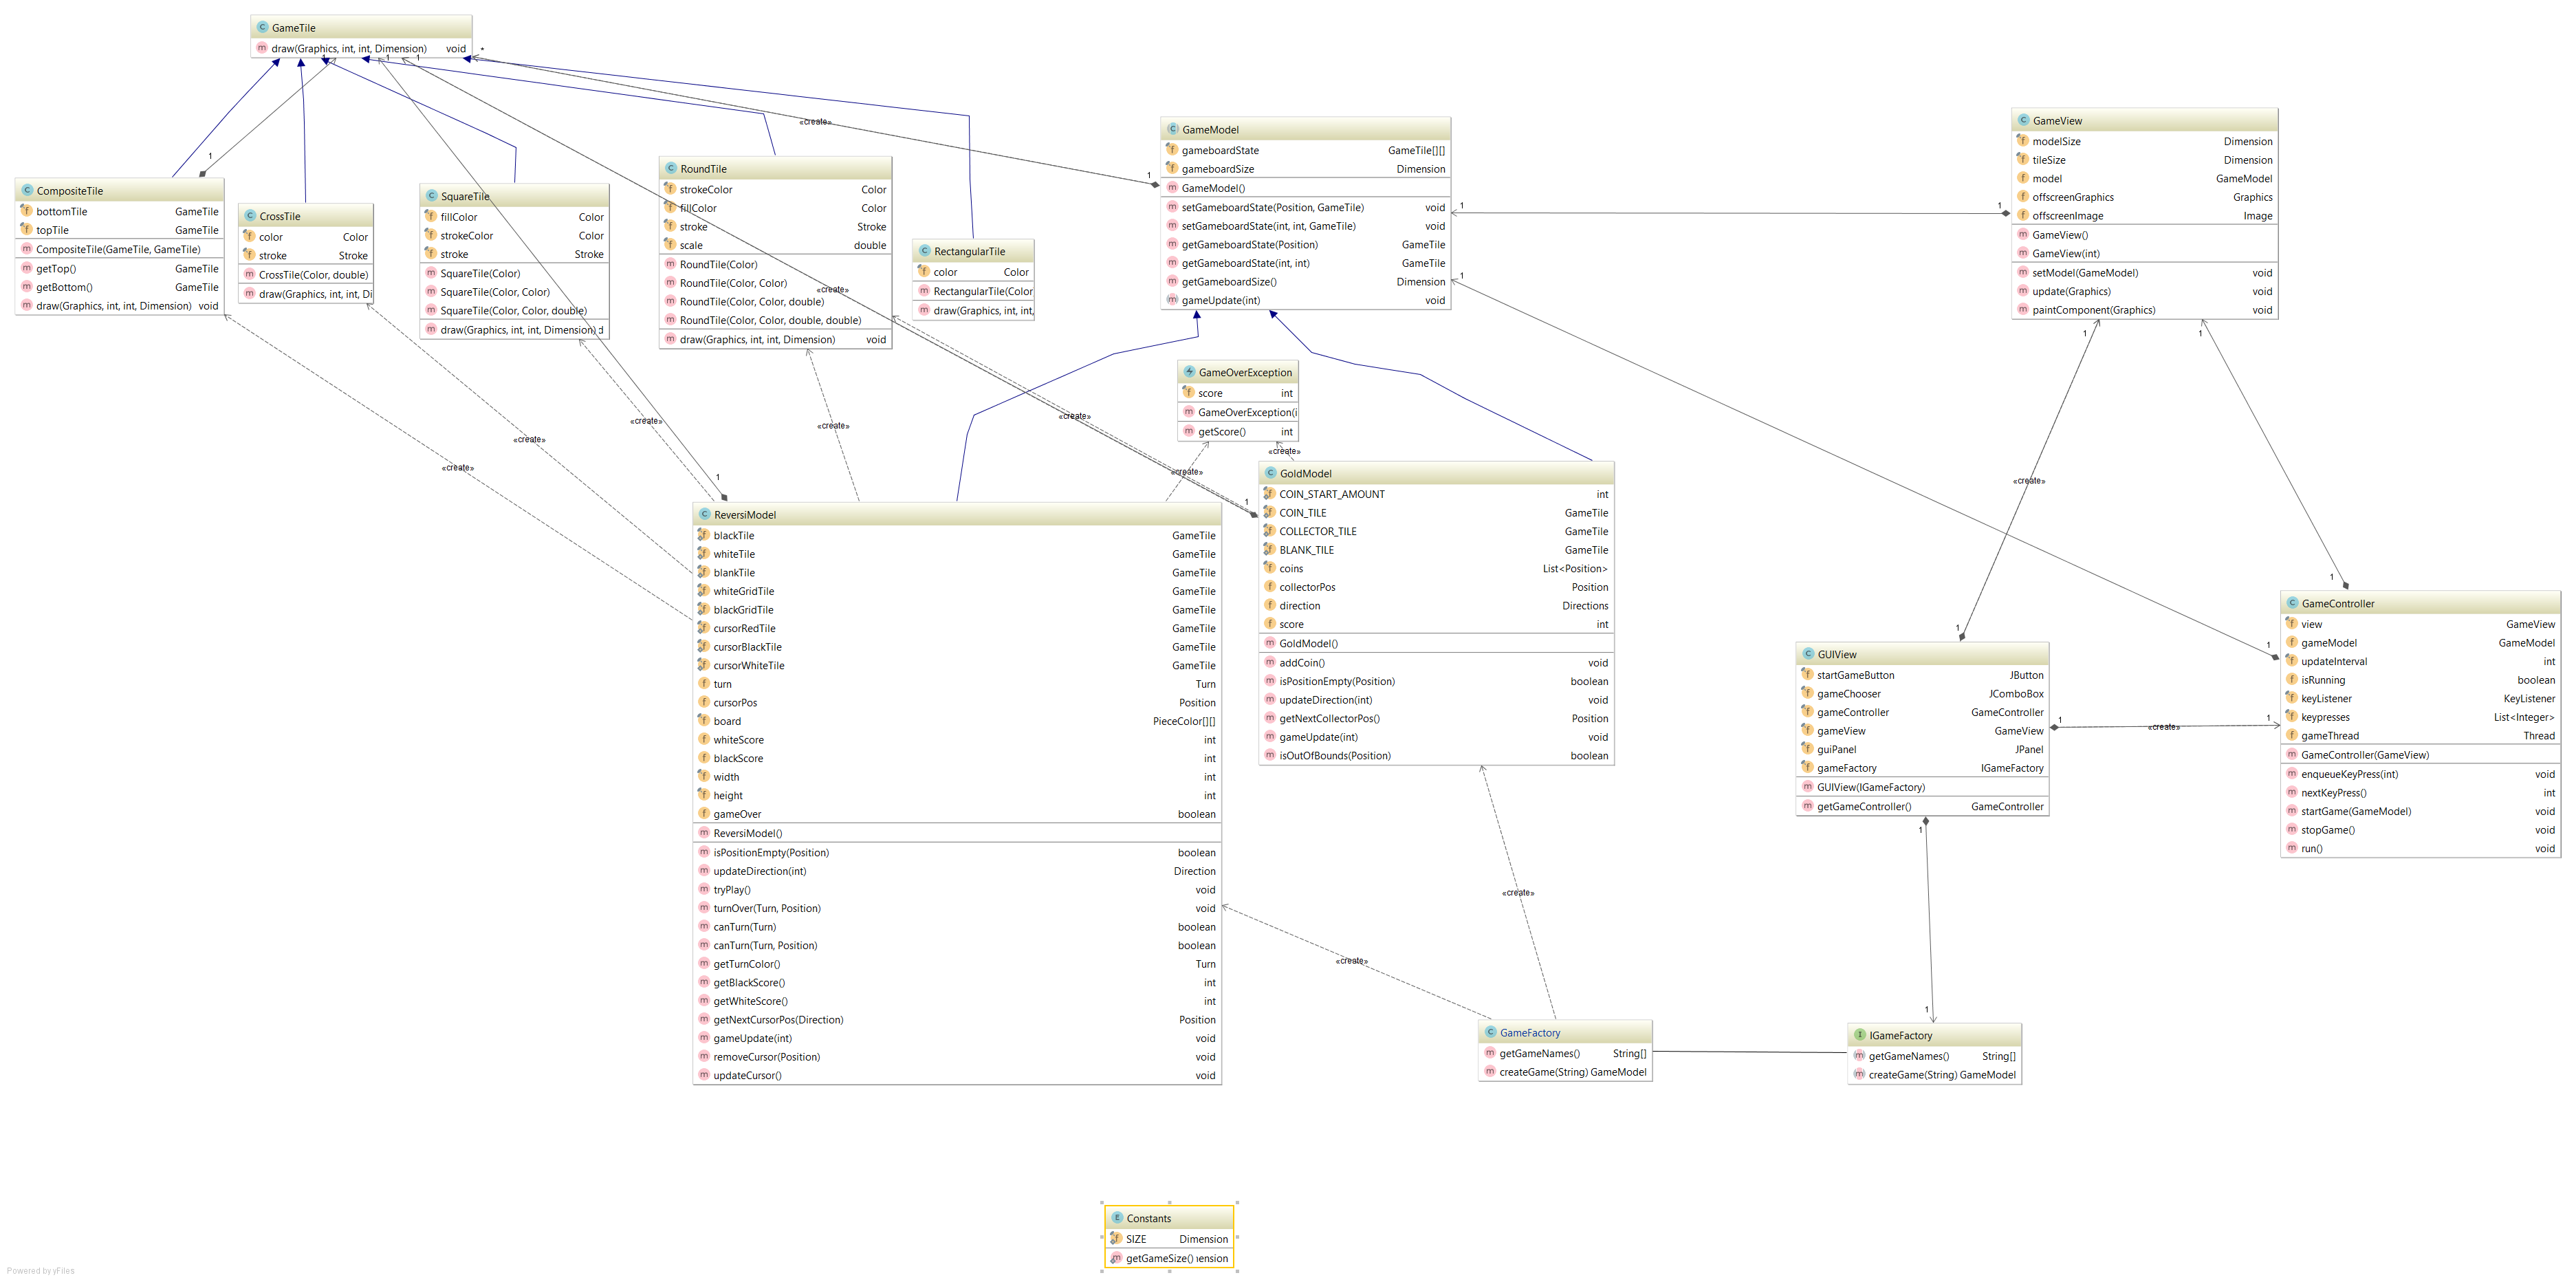 GameTile
draw(Graphics, int, int, Dimension) void
*
1
1
1
«create»
CompositeTile
bottomTile GameTile
topTile GameTile
CompositeTile(GameTile, GameTile)
getTop() GameTile
getBottom() GameTile
draw(Graphics, int, int, Dimension) void
CrossTile
color Color
stroke Stroke
CrossTile(Color, double)
draw(Graphics, int, int, Di
SquareTile
fillColor Color
strokeColor Color
stroke Stroke
SquareTile(Color)
SquareTile(Color, Color)
SquareTile(Color, Color, double)
draw(Graphics, int, int, Dimension) d
RoundTile
strokeColor Color
fillColor Color
stroke Stroke
scale double
RoundTile(Color)
RoundTile(Color, Color)
RoundTile(Color, Color, double)
RoundTile(Color, Color, double, double)
draw(Graphics, int, int, Dimension) void
«create»
RectangularTile
color Color
RectangularTile(Color
draw(Graphics, int, int,
1
GameModel
gameboardState GameTile[][]
gameboardSize Dimension
GameModel()
setGameboardState(Position, GameTile) void
setGameboardState(int, int, GameTile) void
getGameboardState(Position) GameTile
getGameboardState(int, int) GameTile
getGameboardSize() Dimension
gameUpdate(int) void
1
1
1
GameView
modelSize Dimension
tileSize Dimension
model GameModel
offscreenGraphics Graphics
offscreenImage Image
GameView()
GameView(int)
setModel(GameModel) void
update(Graphics) void
paintComponent(Graphics) void
1
1
GameOverException
score int
GameOverException(i
getScore() int
«create»
«create»
«create»
«create»
«create»
«create»
«create»
«create»
1
1
GoldModel
COIN_START_AMOUNT int
COIN_TILE GameTile
COLLECTOR_TILE GameTile
BLANK_TILE GameTile
coins List<Position>
collectorPos Position
direction Directions
score int
GoldModel()
addCoin() void
isPositionEmpty(Position) boolean
updateDirection(int) void
getNextCollectorPos() Position
gameUpdate(int) void
isOutOfBounds(Position) boolean
ReversiModel
blackTile GameTile
whiteTile GameTile
blankTile GameTile
whiteGridTile GameTile
blackGridTile GameTile
cursorRedTile GameTile
cursorBlackTile GameTile
cursorWhiteTile GameTile
turn Turn
cursorPos Position
board PieceColor[][]
whiteScore int
blackScore int
width int
height int
gameOver boolean
ReversiModel()
isPositionEmpty(Position) boolean
updateDirection(int) Direction
tryPlay() void
turnOver(Turn, Position) void
canTurn(Turn) boolean
canTurn(Turn, Position) boolean
getTurnColor() Turn
getBlackScore() int
getWhiteScore() int
getNextCursorPos(Direction) Position
gameUpdate(int) void
removeCursor(Position) void
updateCursor() void
«create»
1
GUIView
startGameButton JButton
gameChooser JComboBox
gameController GameController
gameView GameView
guiPanel JPanel
gameFactory IGameFactory
GUIView(IGameFactory)
getGameController() GameController
1
1
«create»
1
1
1
GameController
view GameView
gameModel GameModel
updateInterval int
isRunning boolean
keyListener KeyListener
keypresses List<Integer>
gameThread Thread
GameController(GameView)
enqueueKeyPress(int) void
nextKeyPress() int
startGame(GameModel) void
stopGame() void
run() void
«create»
«create»
1
GameFactory
getGameNames() String[]
createGame(String) GameModel
IGameFactory
getGameNames() String[]
createGame(String) GameModel
Constants
SIZE Dimension
getGameSize() ension
Powered by yFiles